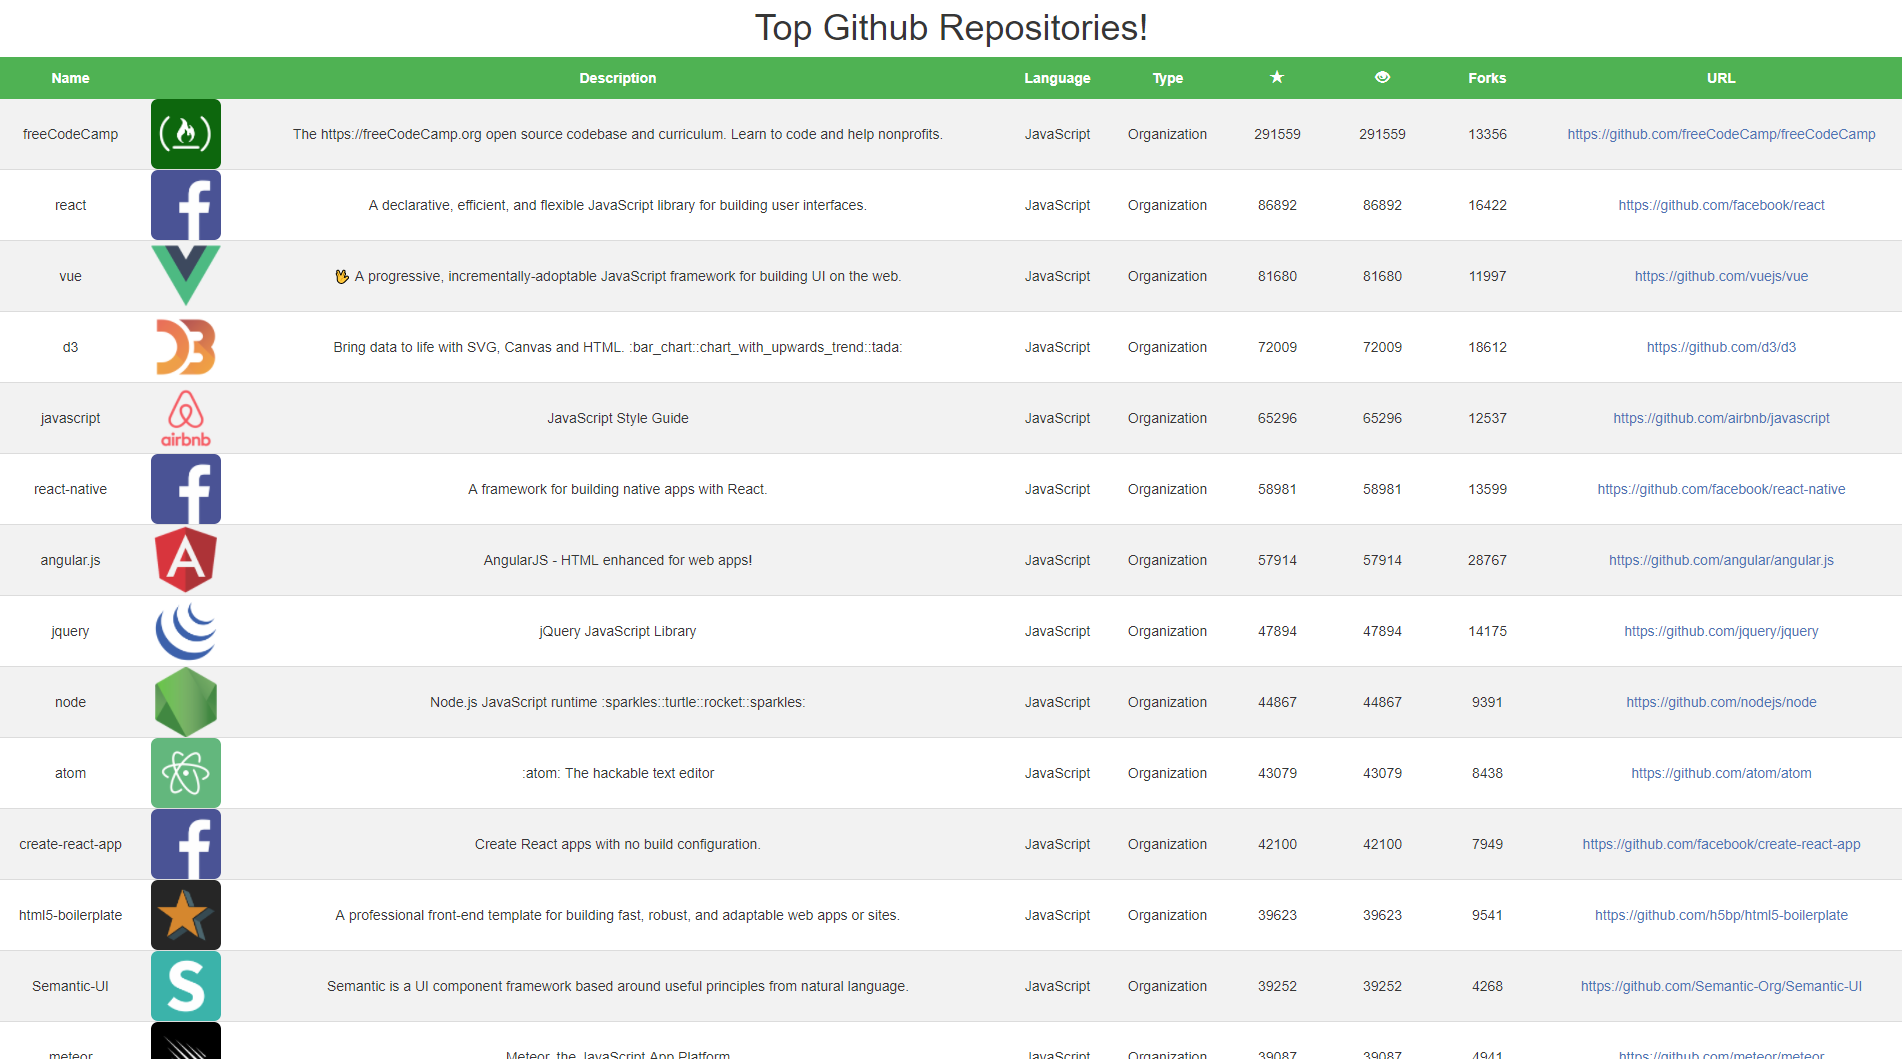 Top Github Repositories!
Name Description Language Type ★ 👁 Forks URL
freeCodeCamp The https://freeCodeCamp.org open source codebase and curriculum. Learn to code and help nonprofits. JavaScript Organization 291559 291559 13356 https://github.com/freeCodeCamp/freeCodeCamp
react A declarative, efficient, and flexible JavaScript library for building user interfaces. JavaScript Organization 86892 86892 16422 https://github.com/facebook/react
vue 🖖 A progressive, incrementally-adoptable JavaScript framework for building UI on the web. JavaScript Organization 81680 81680 11997 https://github.com/vuejs/vue
d3 Bring data to life with SVG, Canvas and HTML. :bar_chart::chart_with_upwards_trend::tada: JavaScript Organization 72009 72009 18612 https://github.com/d3/d3
javascript airbnb JavaScript Style Guide JavaScript Organization 65296 65296 12537 https://github.com/airbnb/javascript
react-native A framework for building native apps with React. JavaScript Organization 58981 58981 13599 https://github.com/facebook/react-native
angular.js AngularJS - HTML enhanced for web apps! JavaScript Organization 57914 57914 28767 https://github.com/angular/angular.js
jquery jQuery JavaScript Library JavaScript Organization 47894 47894 14175 https://github.com/jquery/jquery
node Node.js JavaScript runtime :sparkles::turtle::rocket::sparkles: JavaScript Organization 44867 44867 9391 https://github.com/nodejs/node
atom :atom: The hackable text editor JavaScript Organization 43079 43079 8438 https://github.com/atom/atom
create-react-app Create React apps with no build configuration. JavaScript Organization 42100 42100 7949 https://github.com/facebook/create-react-app
html5-boilerplate A professional front-end template for building fast, robust, and adaptable web apps or sites. JavaScript Organization 39623 39623 9541 https://github.com/h5bp/html5-boilerplate
Semantic-UI Semantic is a UI component framework based around useful principles from natural language. JavaScript Organization 39252 39252 4268 https://github.com/Semantic-Org/Semantic-UI
meteor Meteor, the JavaScript App Platform JavaScript Organization 39087 39087 4941 https://github.com/meteor/meteor